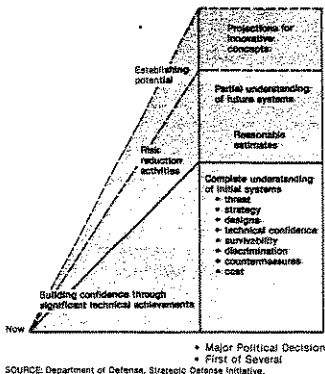 Projections for
innovative
concepts
Establishing
potential
Partial understanding
of future systems
Reasonable
estimates
Risk
reduction
activities
Complete understanding
of initial systems
• threat
• strategy
• designs
• technical confidence
• survivability
• discrimination
• countermeasures
• cost
Building confidence through
significant technical achievements
Now
• Major Political Decision
• First of Several
SOURCE: Department of Defense, Strategic Defense Initiative.